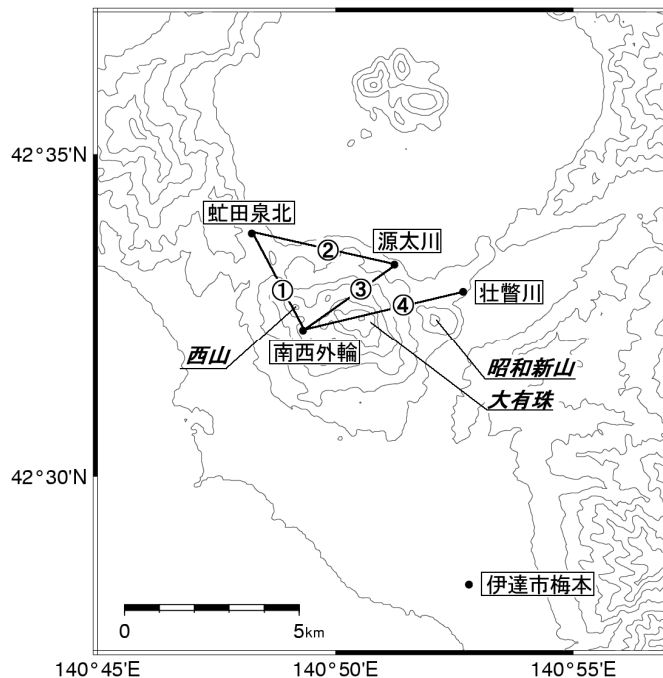 42°35'N
虻田泉北
源太川
②
①
③
④
壮瞥川
西山
南西外輪
昭和新山
大有珠
42°30'N
伊達市梅本
0
5km
140°45'E
140°50'E
140°55'E